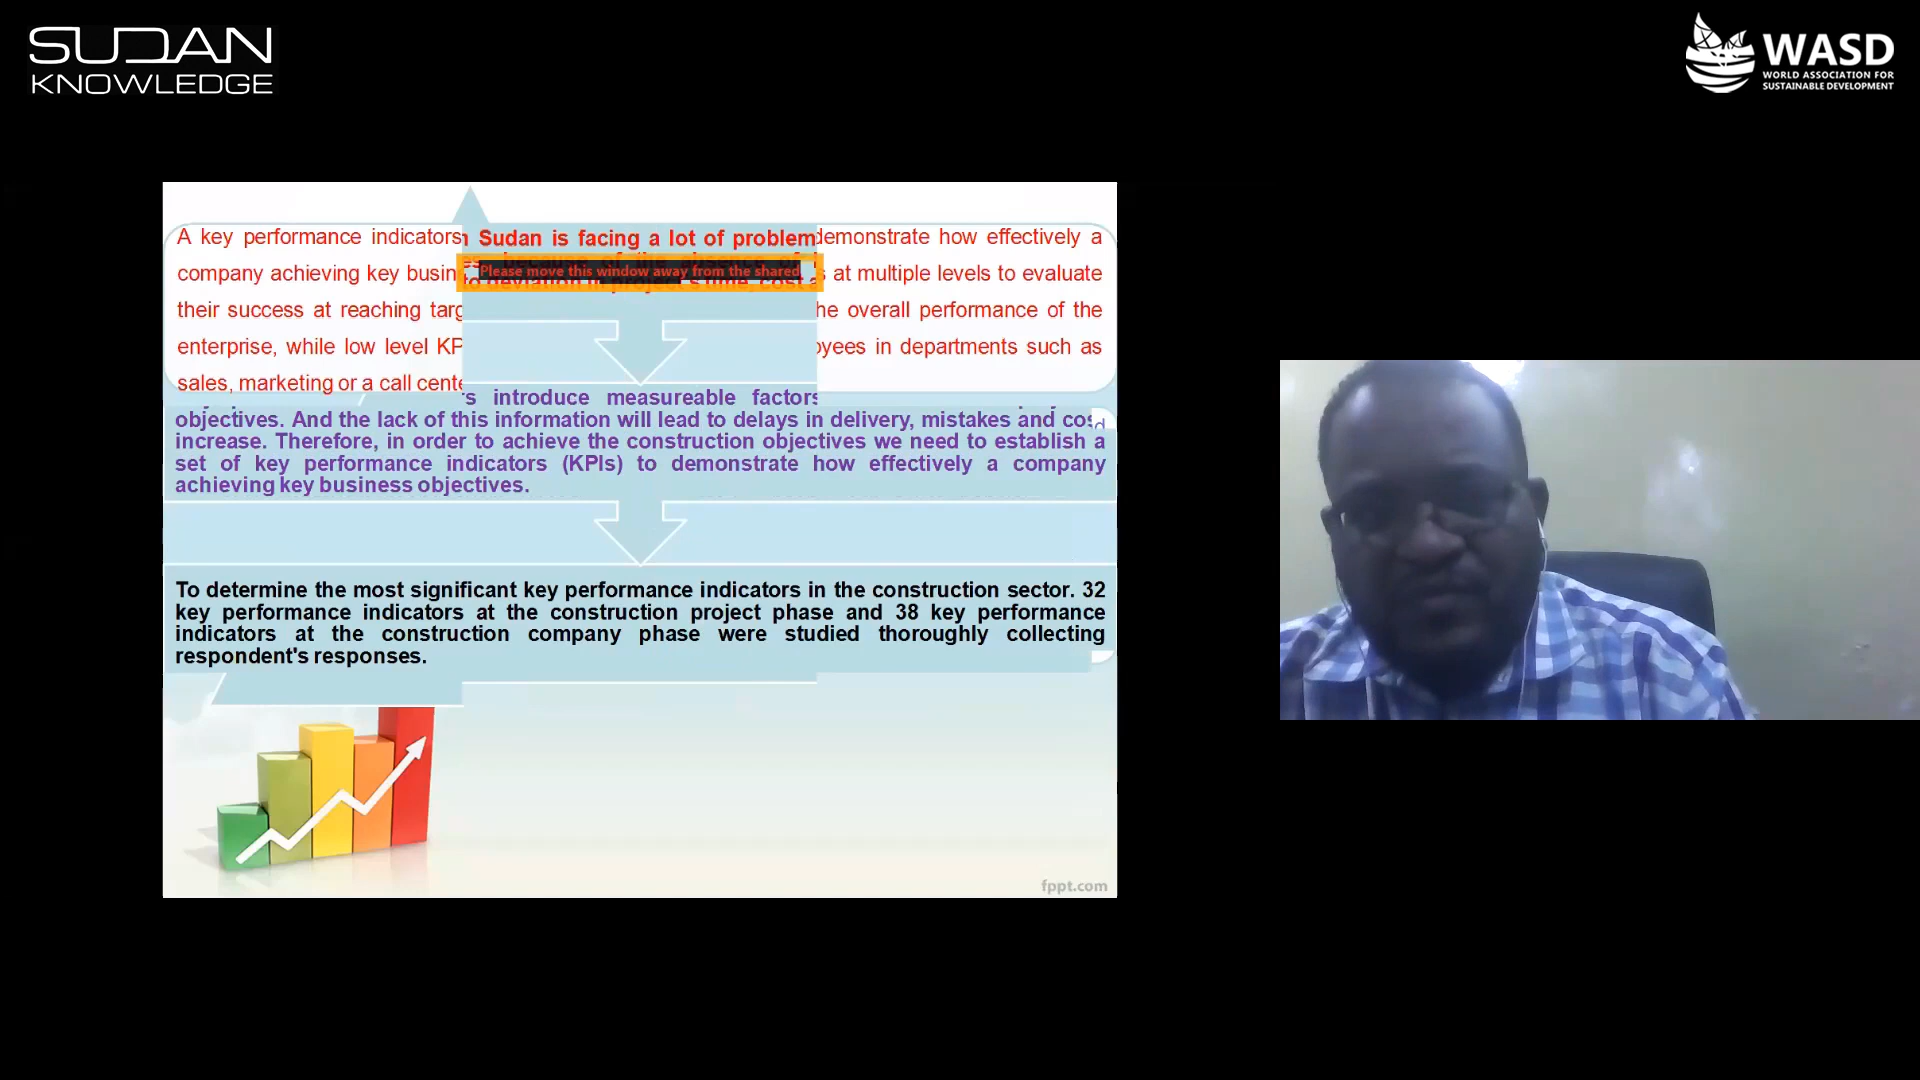 SUDAN
KNOWLEDGE
WASD
WORLD ASSOCIATION FOR
SUSTAINABLE DEVELOPMENT
A key performance indicators Sudan is facing a lot of problem demonstrate how effectively a
company achieving key busin Please move this window away from the shared at multiple levels to evaluate
to deviation in project's time, cost
their success at reaching targ he overall performance of the
enterprise, while low level KP oyees in departments such as
sales, marketing or a call cente
s introduce measureable factors
objectives. And the lack of this information will lead to delays in delivery, mistakes and cos
increase. Therefore, in order to achieve the construction objectives we need to establish a
set of key performance indicators (KPIs) to demonstrate how effectively a company
achieving key business objectives.
To determine the most significant key performance indicators in the construction sector. 32
key performance indicators at the construction project phase and 38 key performance
indicators at the construction company phase were studied thoroughly collecting
respondent's responses.
fppt.com